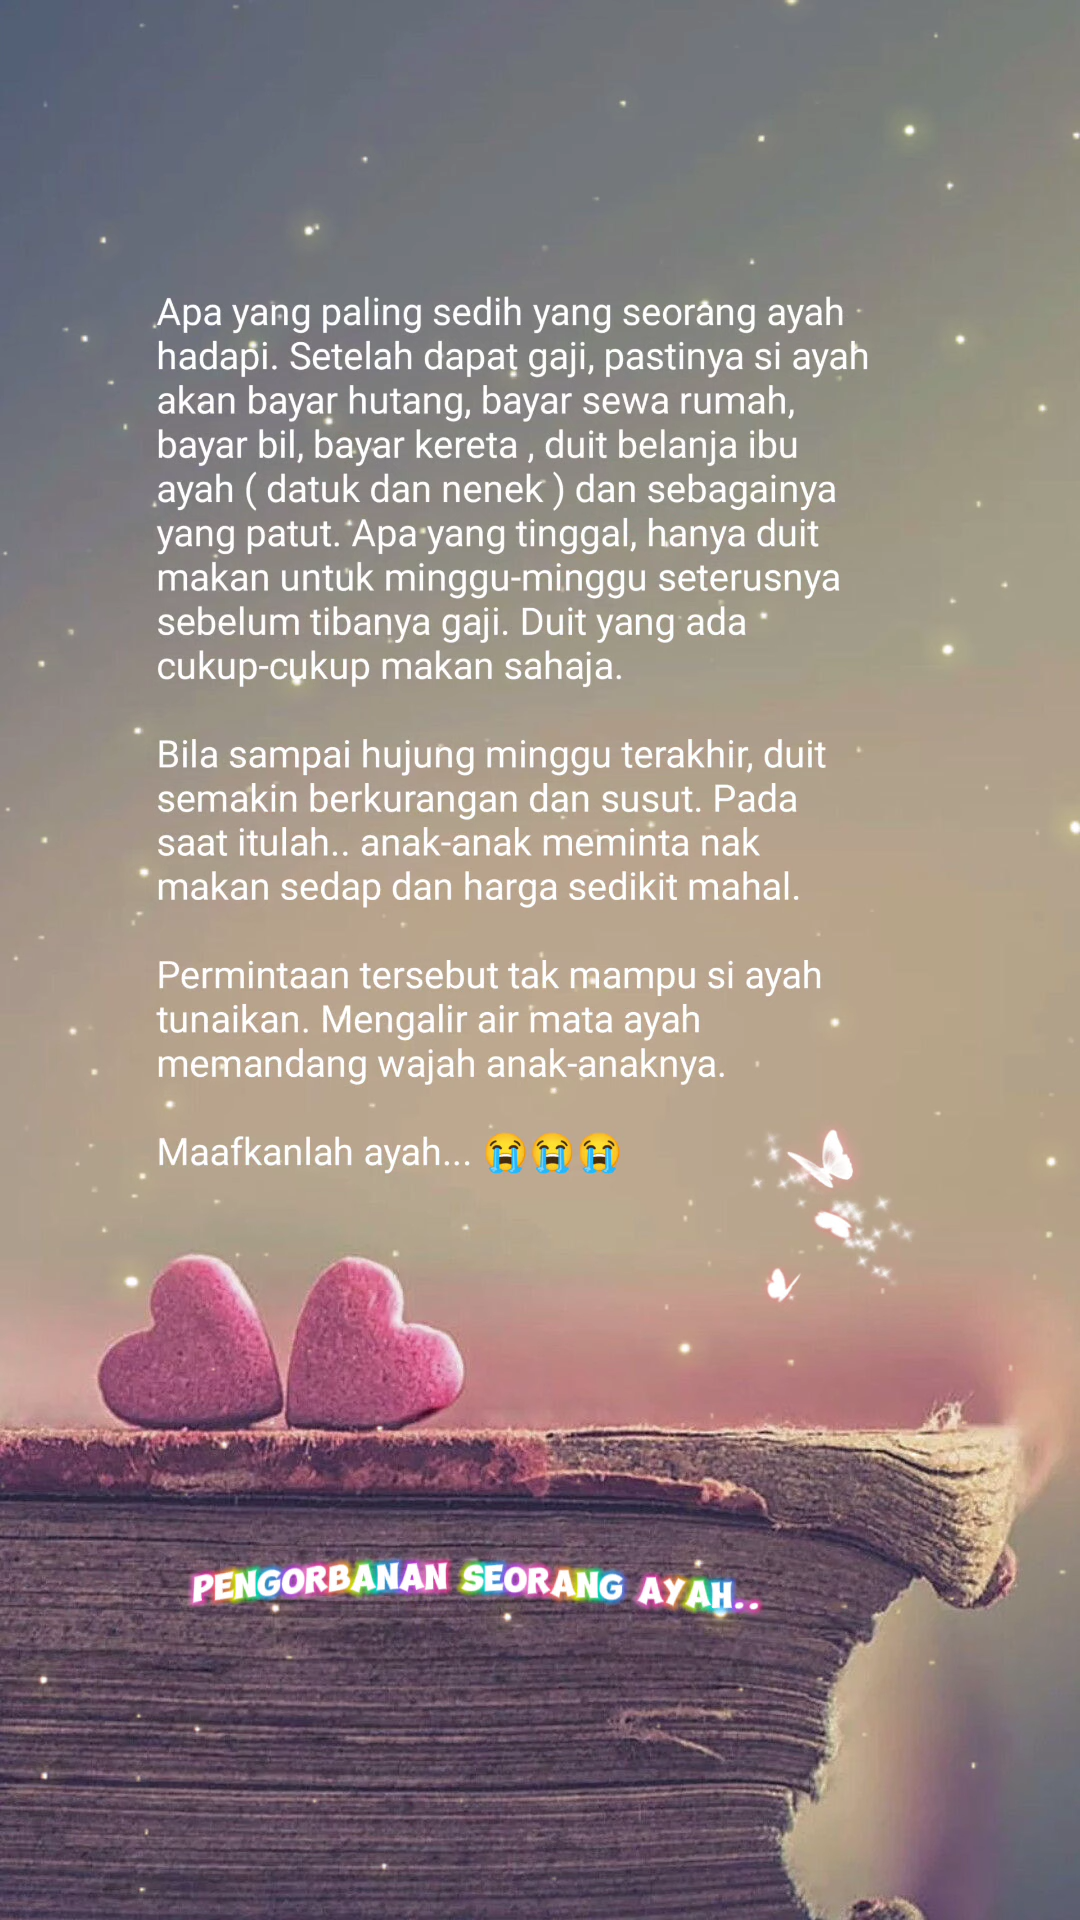 Apa yang paling sedih yang seorang ayah
hadapi. Setelah dapat gaji, pastinya si ayah
akan bayar hutang, bayar sewa rumah,
bayar bil, bayar kereta , duit belanja ibu
ayah ( datuk dan nenek ) dan sebagainya
yang patut. Apa yang tinggal, hanya duit
makan untuk minggu-minggu seterusnya
sebelum tibanya gaji. Duit yang ada
cukup-cukup makan sahaja.
Bila sampai hujung minggu terakhir, duit
semakin berkurangan dan susut. Pada
saat itulah.. anak-anak meminta nak
makan sedap dan harga sedikit mahal.
Permintaan tersebut tak mampu si ayah
tunaikan. Mengalir air mata ayah
memandang wajah anak-anaknya.
Maafkanlah ayah... 😭😭😭
PENGORBANAN SEORANG AYAH..